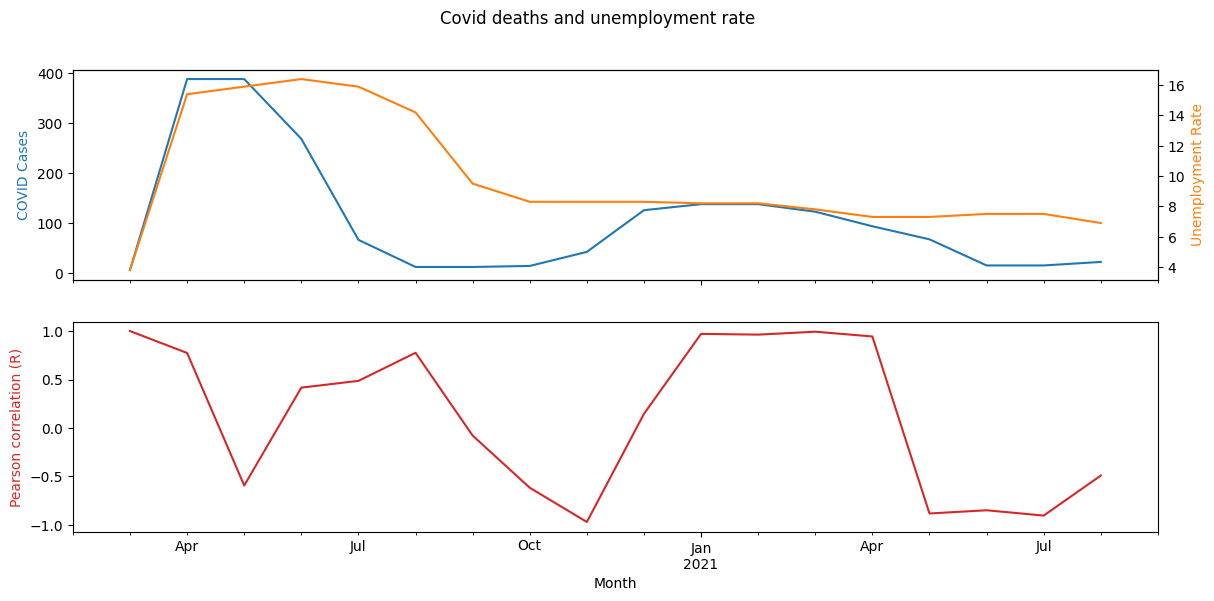 Covid deaths and unemployment rate
COVID Cases
400
300
200
100
0
16
14
12
10
8
6
4
Unemployment Rate
Pearson correlation (R)
1.0
0.5
0.0
−0.5
−1.0
Apr
Jul
Oct
Jan
2021
Apr
Jul
Month